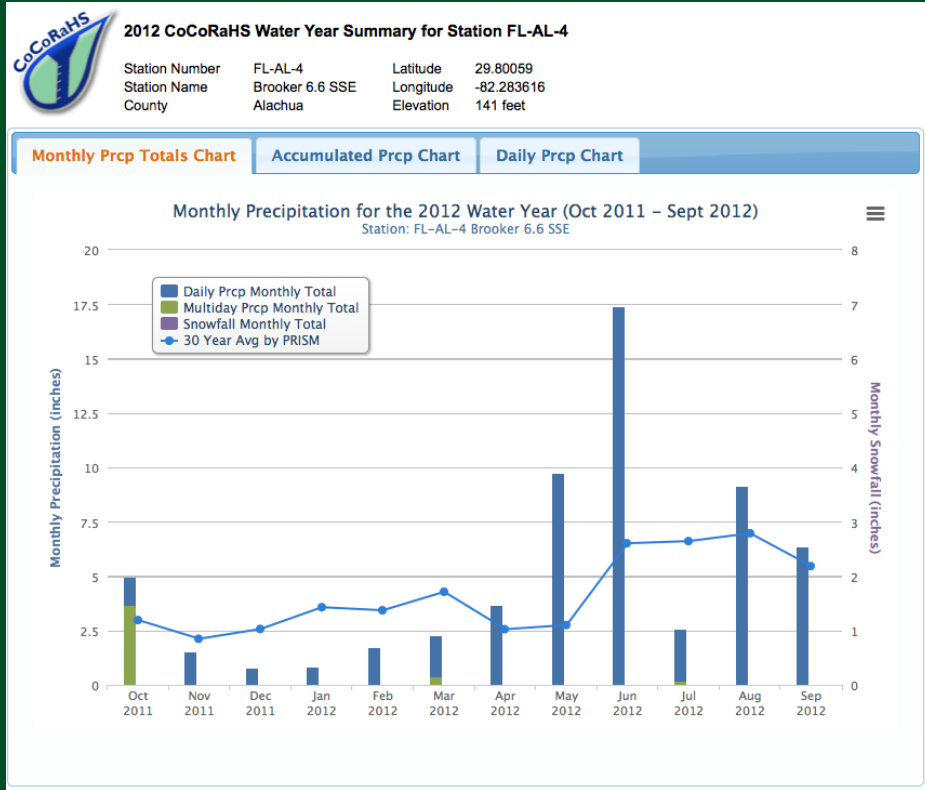 CoCoRaHS
2012 CoCoRaHS Water Year Summary for Station FL-AL-4
Station Number FL-AL-4 Latitude 29.80059
Station Name Brooker 6.6 SSE Longitude -82.283616
County Alachua Elevation 141 feet
Monthly Prcp Totals Chart Accumulated Prcp Chart Daily Prcp Chart
Monthly Precipitation for the 2012 Water Year (Oct 2011 – Sept 2012)
Station: FL-AL-4 Brooker 6.6 SSE
Daily Prcp Monthly Total
Multiday Prcp Monthly Total
Snowfall Monthly Total
30 Year Avg by PRISM
Monthly Precipitation (inches)
20
17.5
15
12.5
10
7.5
5
2.5
0
8
7
6
5
4
3
2
1
0
Monthly Snowfall (inches)
Oct Nov Dec Jan Feb Mar Apr May Jun Jul Aug Sep
2011 2011 2011 2012 2012 2012 2012 2012 2012 2012 2012 2012